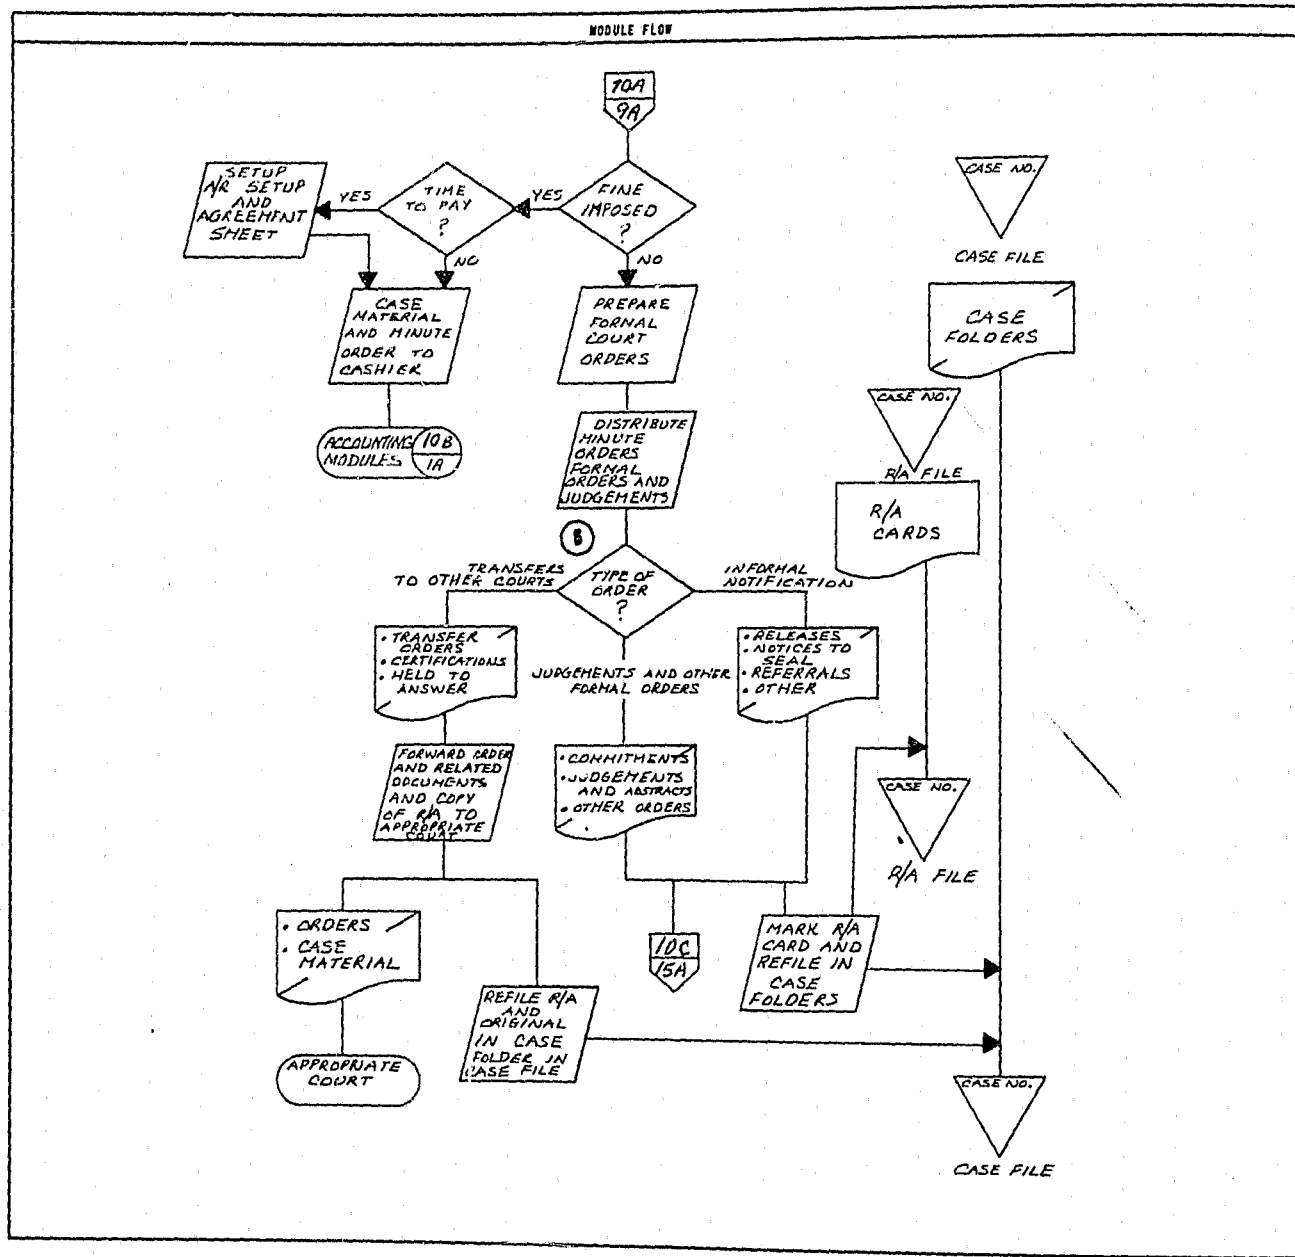 MODULE FLOW
10A
9A
SETUP
A/R SETUP
AND
AGREEMENT
SHEET
YES
TIME
TO PAY
?
YES
FINE
IMPOSED
?
NO
NO
CASE NO.
CASE FILE
CASE
MATERIAL
AND MINUTE
ORDER TO
CASHIER
PREPARE
FORMAL
COURT
ORDERS
CASE
FOLDERS
ACCOUNTING
MODULES
10B
1A
DISTRIBUTE
MINUTE
ORDERS
FORMAL
ORDERS AND
JUDGEMENTS
CASE NO.
R/A FILE
R/A
CARDS
TRANSFERS
TO OTHER COURTS
TYPE OF
ORDER
?
INFORMAL
NOTIFICATION
• TRANSFER
ORDERS
• CERTIFICATIONS
• HELD TO
ANSWER
JUDGEMENTS AND OTHER
FORMAL ORDERS
• RELEASES
• NOTICES TO
SEAL
• REFERRALS
• OTHER
FORWARD ORDER
AND RELATED
DOCUMENTS
AND COPY
OF R/A TO
APPROPRIATE
COURT
• COMMITMENTS
• JUDGEMENTS
AND ABSTRACTS
• OTHER ORDERS
CASE NO.
R/A FILE
• ORDERS
• CASE
MATERIAL
10C
15A
MARK R/A
CARD AND
REFILE IN
CASE
FOLDERS
REFILE R/A
AND
ORIGINAL
IN CASE
FOLDER IN
CASE FILE
APPROPRIATE
COURT
CASE NO.
CASE FILE